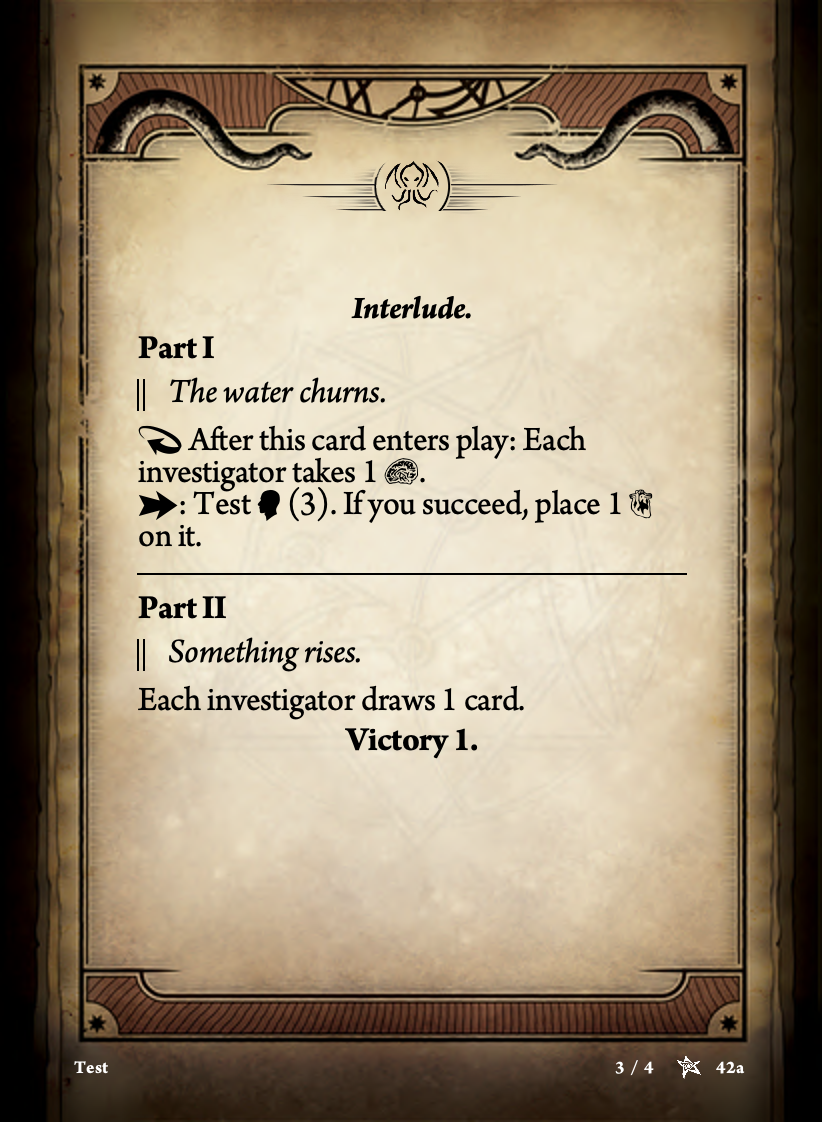 Interlude.
Part I
The water churns.
After this card enters play: Each
investigator takes 1 .
: Test (3). If you succeed, place 1
on it.
Part II
Something rises.
Each investigator draws 1 card.
Victory 1.
Test
3 / 4 42a